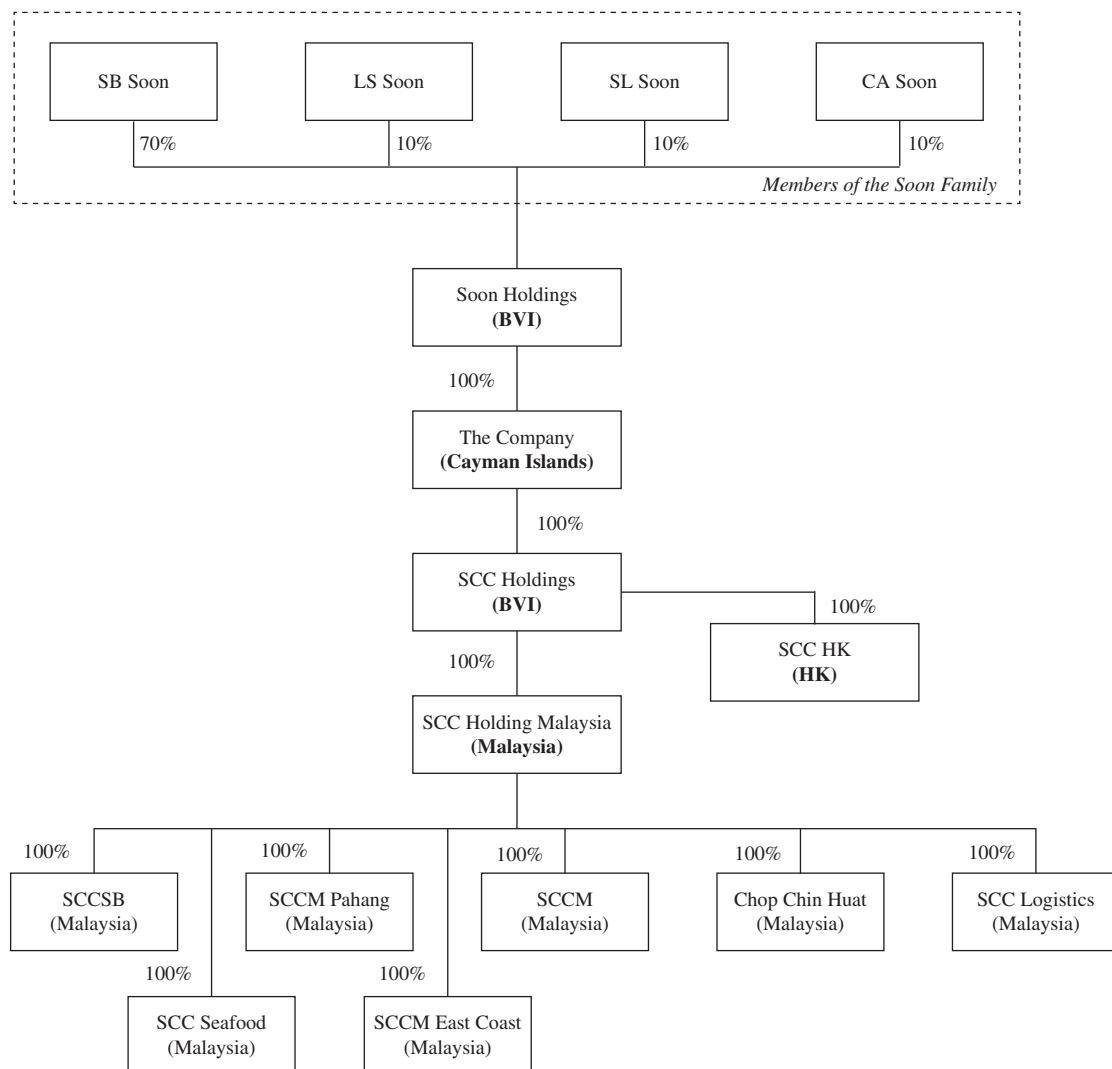 SB Soon
LS Soon
SL Soon
CA Soon
70%
10%
10%
10%
Members of the Soon Family
Soon Holdings
(BVI)
100%
The Company
(Cayman Islands)
100%
SCC Holdings
(BVI)
100%
SCC HK
(HK)
100%
SCC Holding Malaysia
(Malaysia)
100%
SCCSB
(Malaysia)
100%
SCCM Pahang
(Malaysia)
100%
SCCM
(Malaysia)
100%
Chop Chin Huat
(Malaysia)
100%
SCC Logistics
(Malaysia)
100%
SCC Seafood
(Malaysia)
100%
SCCM East Coast
(Malaysia)